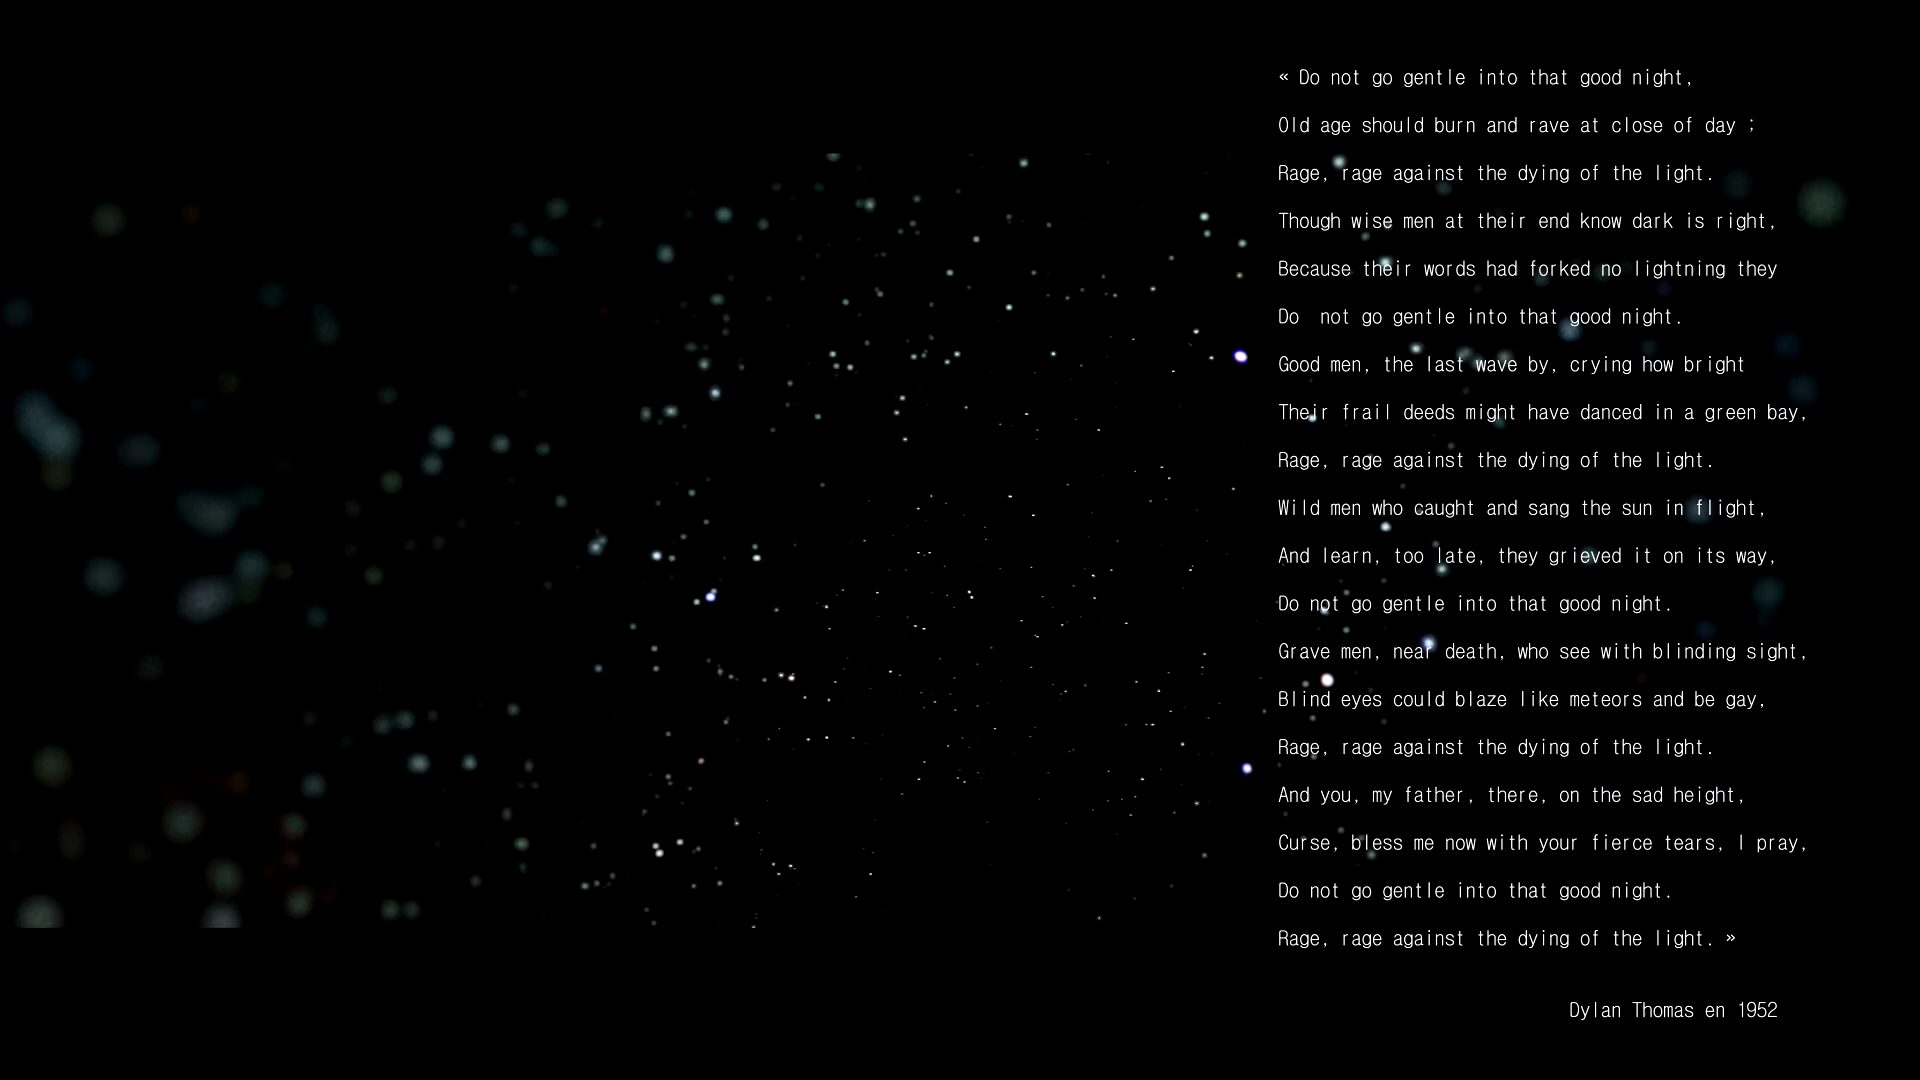 « Do not go gentle into that good night,
Old age should burn and rave at close of day ;
Rage, rage against the dying of the light.
Though wise men at their end know dark is right,
Because their words had forked no lightning they
Do  not go gentle into that good night.
Good men, the last wave by, crying how bright
Their frail deeds might have danced in a green bay,
Rage, rage against the dying of the light.
Wild men who caught and sang the sun in flight,
And learn, too late, they grieved it on its way,
Do not go gentle into that good night.
Grave men, near death, who see with blinding sight,
Blind eyes could blaze like meteors and be gay,
Rage, rage against the dying of the light.
And you, my father, there, on the sad height,
Curse, bless me now with your fierce tears, I pray,
Do not go gentle into that good night.
Rage, rage against the dying of the light. »
Dylan Thomas en 1952